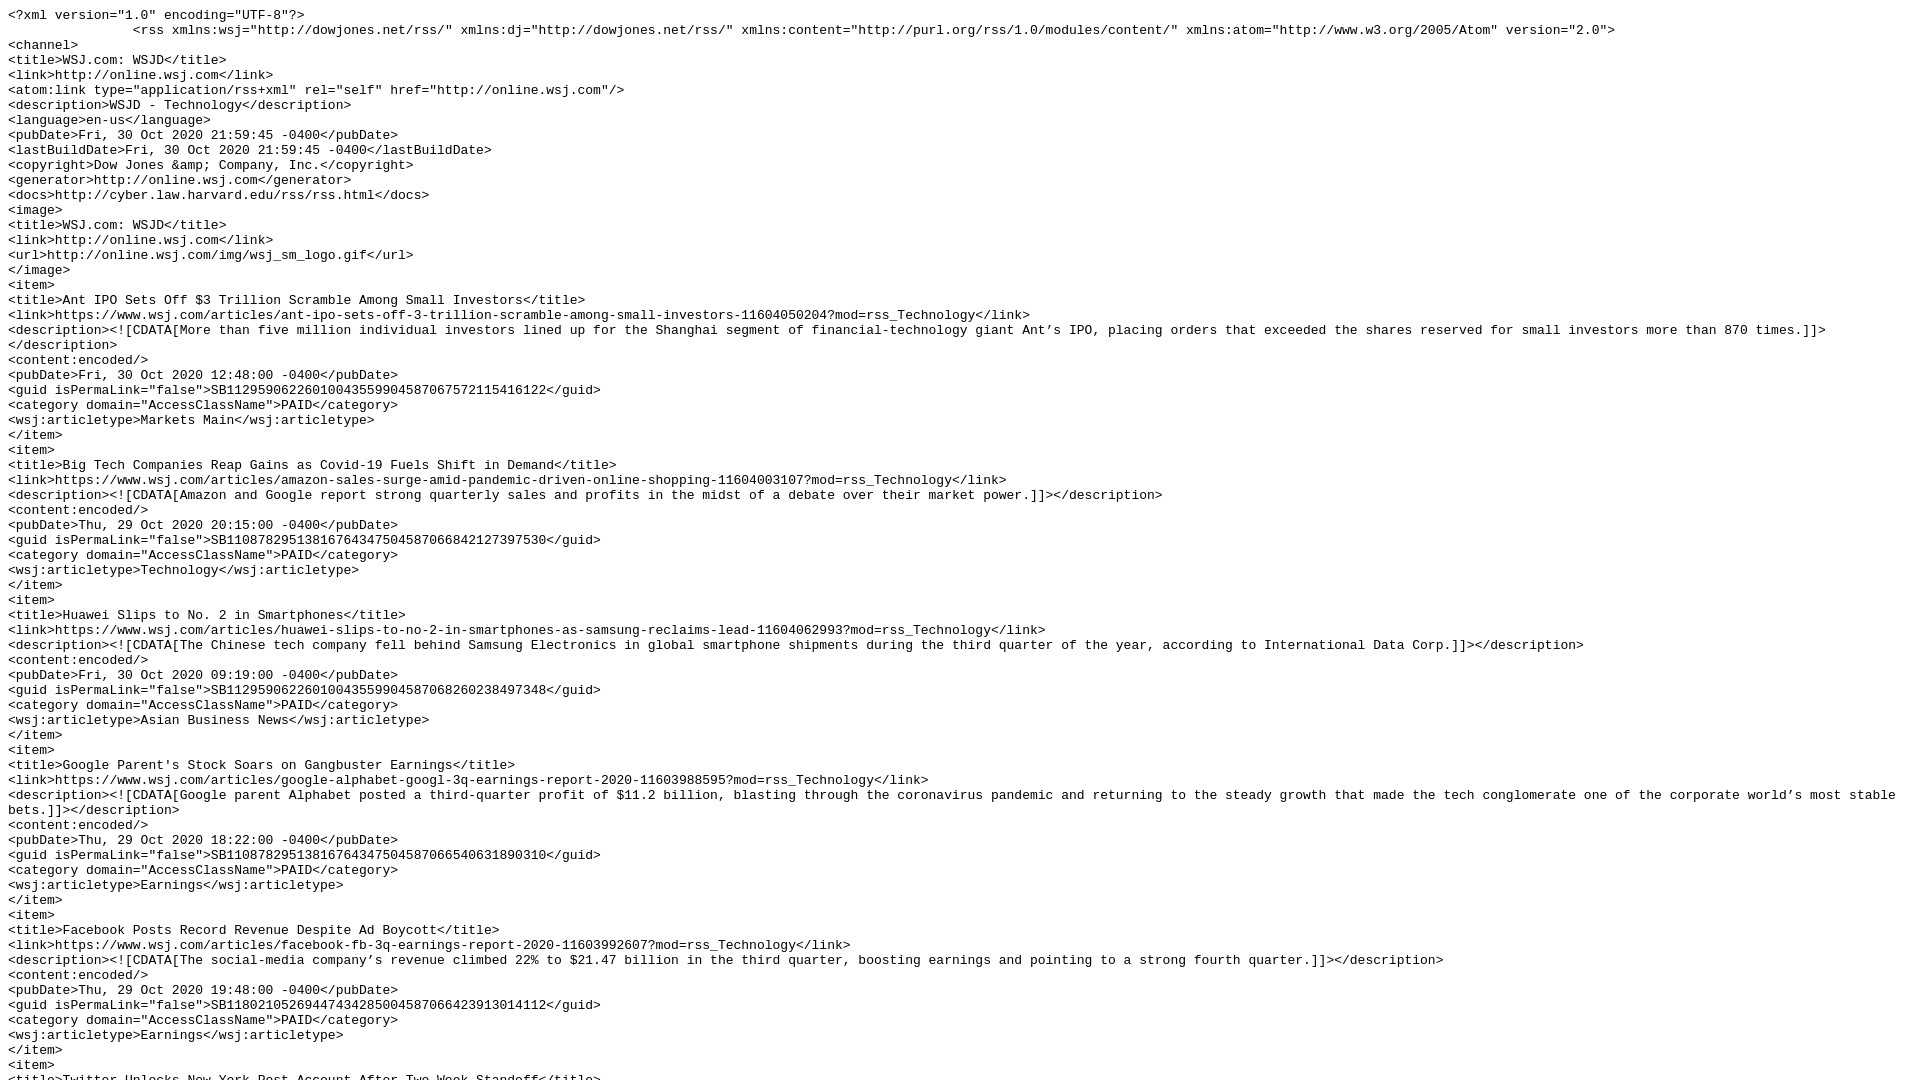 <?xml version="1.0" encoding="UTF-8"?>
<rss xmlns:wsj="http://dowjones.net/rss/" xmlns:dj="http://dowjones.net/rss/" xmlns:content="http://purl.org/rss/1.0/modules/content/" xmlns:atom="http://www.w3.org/2005/Atom" version="2.0">
<channel>
<title>WSJ.com: WSJD</title>
<link>http://online.wsj.com</link>
<atom:link type="application/rss+xml" rel="self" href="http://online.wsj.com"/>
<description>WSJD - Technology</description>
<language>en-us</language>
<pubDate>Fri, 30 Oct 2020 21:59:45 -0400</pubDate>
<lastBuildDate>Fri, 30 Oct 2020 21:59:45 -0400</lastBuildDate>
<copyright>Dow Jones &amp; Company, Inc.</copyright>
<generator>http://online.wsj.com</generator>
<docs>http://cyber.law.harvard.edu/rss/rss.html</docs>
<image>
<title>WSJ.com: WSJD</title>
<link>http://online.wsj.com</link>
<url>http://online.wsj.com/img/wsj_sm_logo.gif</url>
</image>
<item>
<title>Ant IPO Sets Off $3 Trillion Scramble Among Small Investors</title>
<link>https://www.wsj.com/articles/ant-ipo-sets-off-3-trillion-scramble-among-small-investors-11604050204?mod=rss_Technology</link>
<description><![CDATA[More than five million individual investors lined up for the Shanghai segment of financial-technology giant Ant’s IPO, placing orders that exceeded the shares reserved for small investors more than 870 times.]]>
</description>
<content:encoded/>
<pubDate>Fri, 30 Oct 2020 12:48:00 -0400</pubDate>
<guid isPermaLink="false">SB11295906226010043559904587067572115416122</guid>
<category domain="AccessClassName">PAID</category>
<wsj:articletype>Markets Main</wsj:articletype>
</item>
<item>
<title>Big Tech Companies Reap Gains as Covid-19 Fuels Shift in Demand</title>
<link>https://www.wsj.com/articles/amazon-sales-surge-amid-pandemic-driven-online-shopping-11604003107?mod=rss_Technology</link>
<description><![CDATA[Amazon and Google report strong quarterly sales and profits in the midst of a debate over their market power.]]></description>
<content:encoded/>
<pubDate>Thu, 29 Oct 2020 20:15:00 -0400</pubDate>
<guid isPermaLink="false">SB11087829513816764347504587066842127397530</guid>
<category domain="AccessClassName">PAID</category>
<wsj:articletype>Technology</wsj:articletype>
</item>
<item>
<title>Huawei Slips to No. 2 in Smartphones</title>
<link>https://www.wsj.com/articles/huawei-slips-to-no-2-in-smartphones-as-samsung-reclaims-lead-11604062993?mod=rss_Technology</link>
<description><![CDATA[The Chinese tech company fell behind Samsung Electronics in global smartphone shipments during the third quarter of the year, according to International Data Corp.]]></description>
<content:encoded/>
<pubDate>Fri, 30 Oct 2020 09:19:00 -0400</pubDate>
<guid isPermaLink="false">SB11295906226010043559904587068260238497348</guid>
<category domain="AccessClassName">PAID</category>
<wsj:articletype>Asian Business News</wsj:articletype>
</item>
<item>
<title>Google Parent's Stock Soars on Gangbuster Earnings</title>
<link>https://www.wsj.com/articles/google-alphabet-googl-3q-earnings-report-2020-11603988595?mod=rss_Technology</link>
<description><![CDATA[Google parent Alphabet posted a third-quarter profit of $11.2 billion, blasting through the coronavirus pandemic and returning to the steady growth that made the tech conglomerate one of the corporate world’s most stable
bets.]]></description>
<content:encoded/>
<pubDate>Thu, 29 Oct 2020 18:22:00 -0400</pubDate>
<guid isPermaLink="false">SB11087829513816764347504587066540631890310</guid>
<category domain="AccessClassName">PAID</category>
<wsj:articletype>Earnings</wsj:articletype>
</item>
<item>
<title>Facebook Posts Record Revenue Despite Ad Boycott</title>
<link>https://www.wsj.com/articles/facebook-fb-3q-earnings-report-2020-11603992607?mod=rss_Technology</link>
<description><![CDATA[The social-media company’s revenue climbed 22% to $21.47 billion in the third quarter, boosting earnings and pointing to a strong fourth quarter.]]></description>
<content:encoded/>
<pubDate>Thu, 29 Oct 2020 19:48:00 -0400</pubDate>
<guid isPermaLink="false">SB11802105269447434285004587066423913014112</guid>
<category domain="AccessClassName">PAID</category>
<wsj:articletype>Earnings</wsj:articletype>
</item>
<item>
<title>Twitter Unlocks New York Post Account After Two-Week Standoff</title>